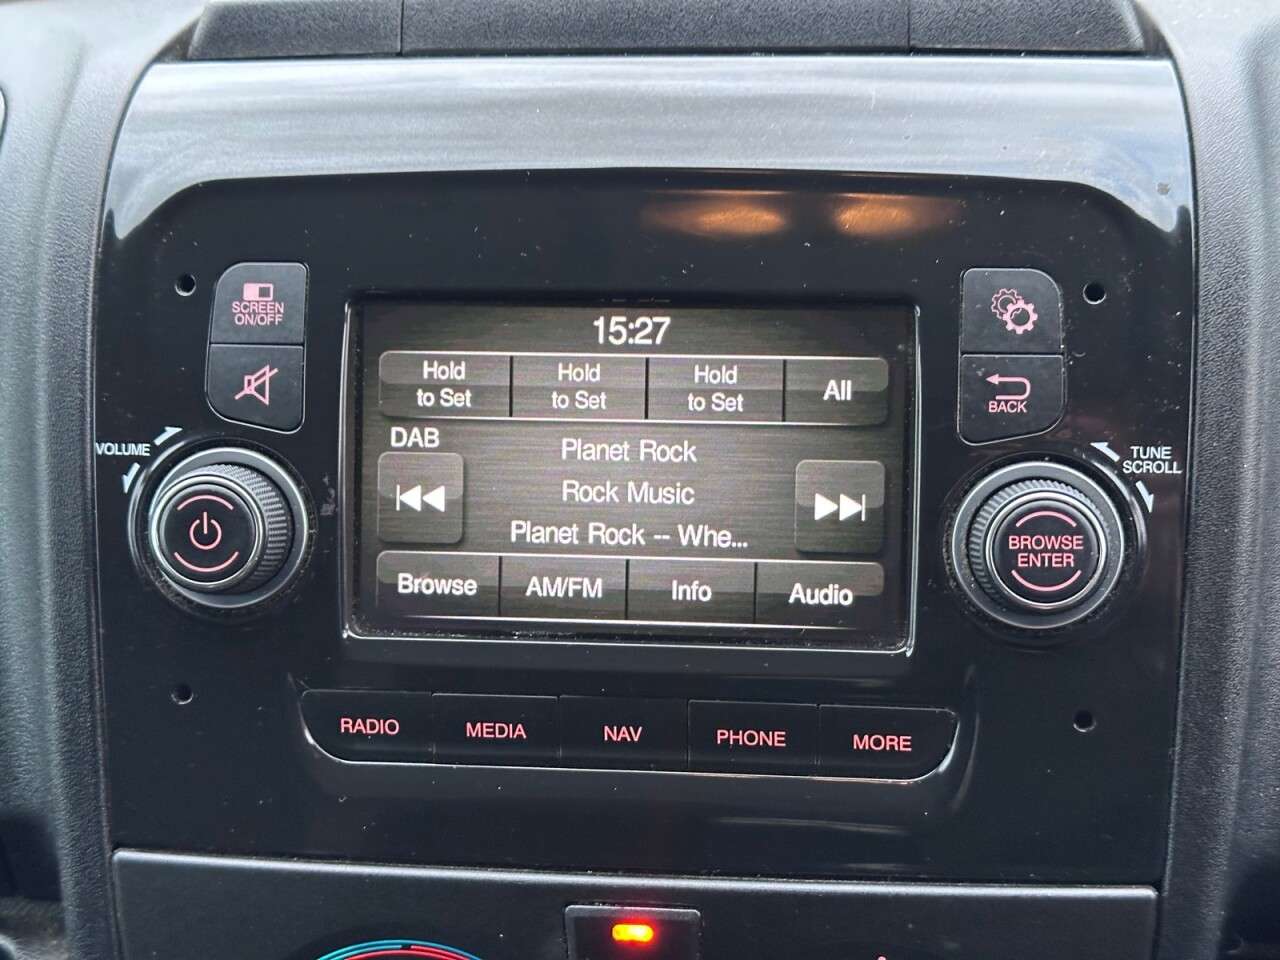 SCREEN
ON/OFF
VOLUME
15:27
Hold
to Set
Hold
to Set
Hold
to Set
All
DAB
Planet Rock
Rock Music
Planet Rock -- Whe...
Browse
AM/FM
Info
Audio
BACK
TUNE
SCROLL
BROWSE
ENTER
RADIO
MEDIA
NAV
PHONE
MORE